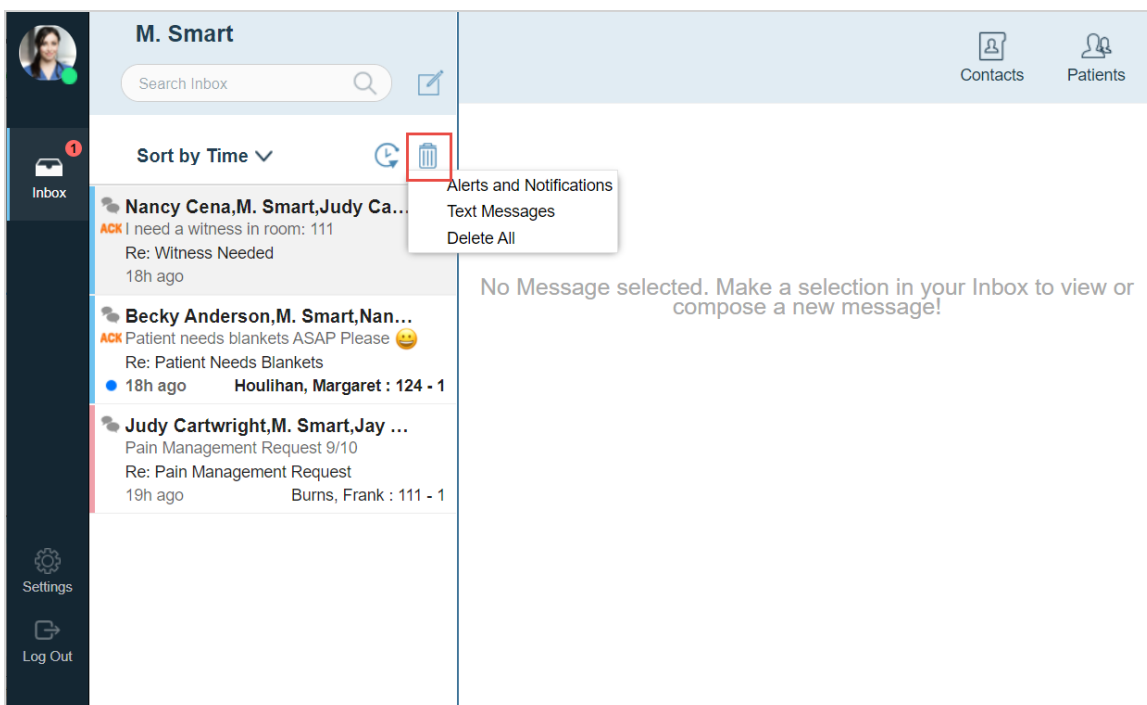 M. Smart
Search Inbox
Contacts
Patients
1
Inbox
Sort by Time
Alerts and Notifications
Text Messages
Delete All
Nancy Cena,M. Smart,Judy Ca...
ACK I need a witness in room: 111
Re: Witness Needed
18h ago
Becky Anderson,M. Smart,Nan...
ACK Patient needs blankets ASAP Please 😀
Re: Patient Needs Blankets
18h ago Houlihan, Margaret : 124 - 1
Judy Cartwright,M. Smart,Jay ...
Pain Management Request 9/10
Re: Pain Management Request
19h ago Burns, Frank : 111 - 1
No Message selected. Make a selection in your Inbox to view or
compose a new message!
Settings
Log Out